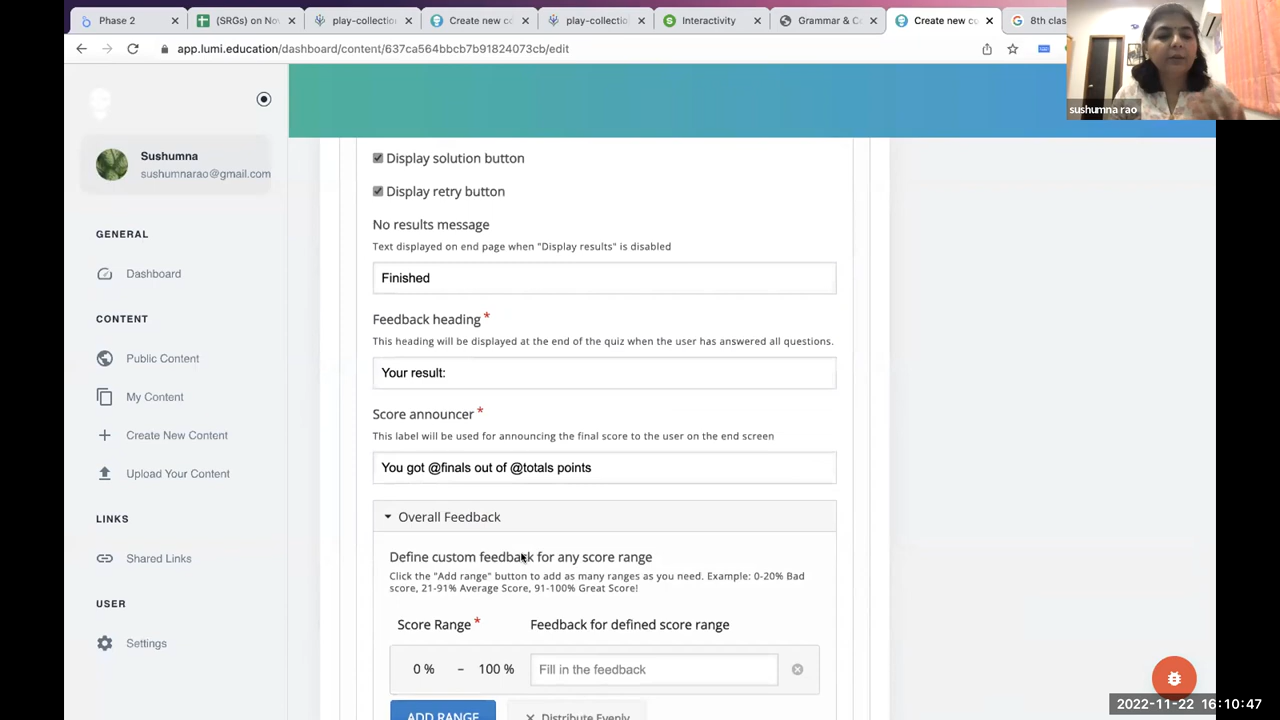 Phase 2
(SRGs) on No
play-collectio
Create new co
play-collectio
Interactivity
Grammar & C
Create new co
8th clas
app.lumi.education/dashboard/content/637ca564bbcb7b91824073cb/edit
sushumna rao
Sushumna
sushumnarao@gmail.com
GENERAL
Dashboard
CONTENT
Public Content
My Content
Create New Content
Upload Your Content
LINKS
Shared Links
USER
Settings
Display solution button
Display retry button
No results message
Text displayed on end page when "Display results" is disabled
Finished
Feedback heading *
This heading will be displayed at the end of the quiz when the user has answered all questions.
Your result:
Score announcer *
This label will be used for announcing the final score to the user on the end screen
You got @finals out of @totals points
Overall Feedback
Define custom feedback for any score range
Click the "Add range" button to add as many ranges as you need. Example: 0-20% Bad
score, 21-91% Average Score, 91-100% Great Score!
Score Range * Feedback for defined score range
0 % – 100 % Fill in the feedback
ADD RANGE Distribute Evenly
2022-11-22 16:10:47